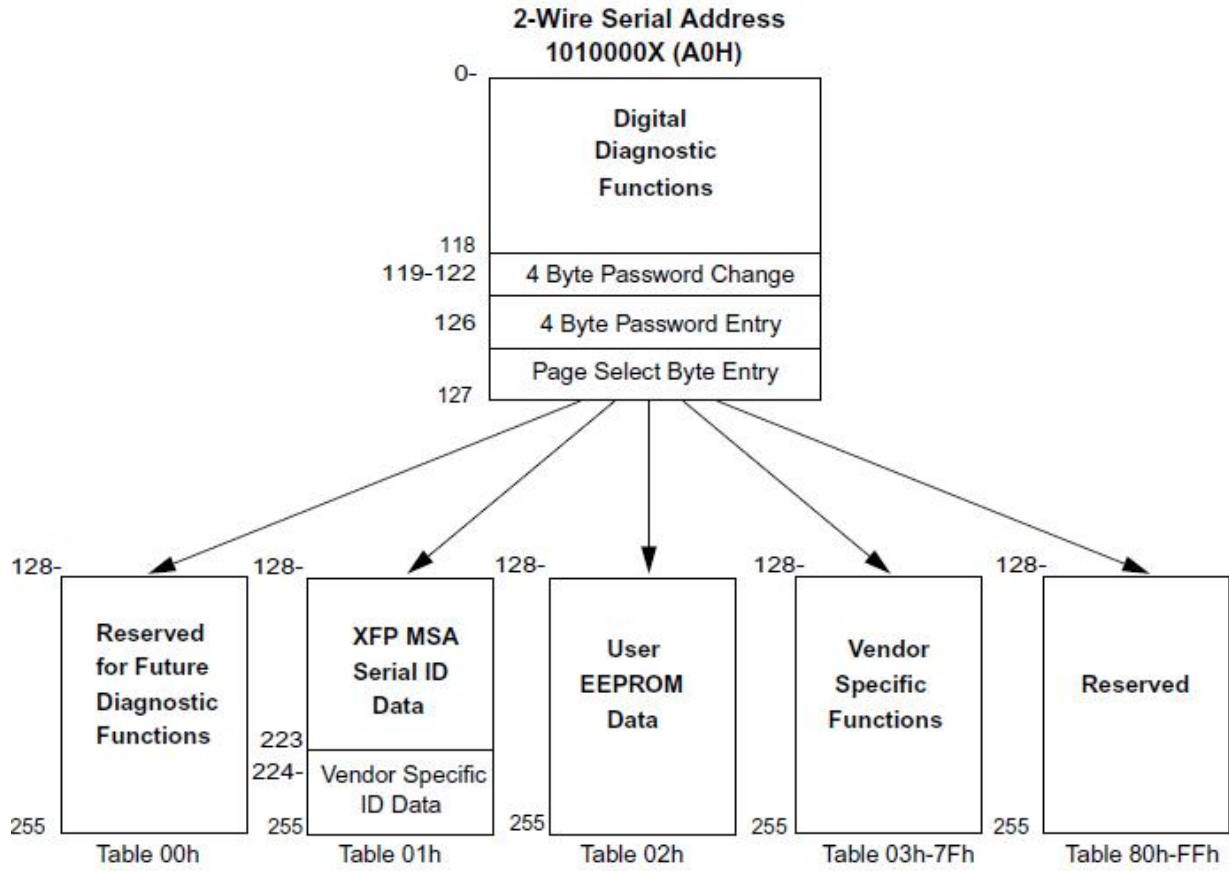 2-Wire Serial Address
1010000X (A0H)
0-
Digital
Diagnostic
Functions
118
119-122
4 Byte Password Change
126
4 Byte Password Entry
Page Select Byte Entry
127
128-
Reserved
for Future
Diagnostic
Functions
255
Table 00h
128-
XFP MSA
Serial ID
Data
223
224-
Vendor Specific
ID Data
255
Table 01h
128-
User
EEPROM
Data
255
Table 02h
128-
Vendor
Specific
Functions
255
Table 03h-7Fh
128-
Reserved
255
Table 80h-FFh